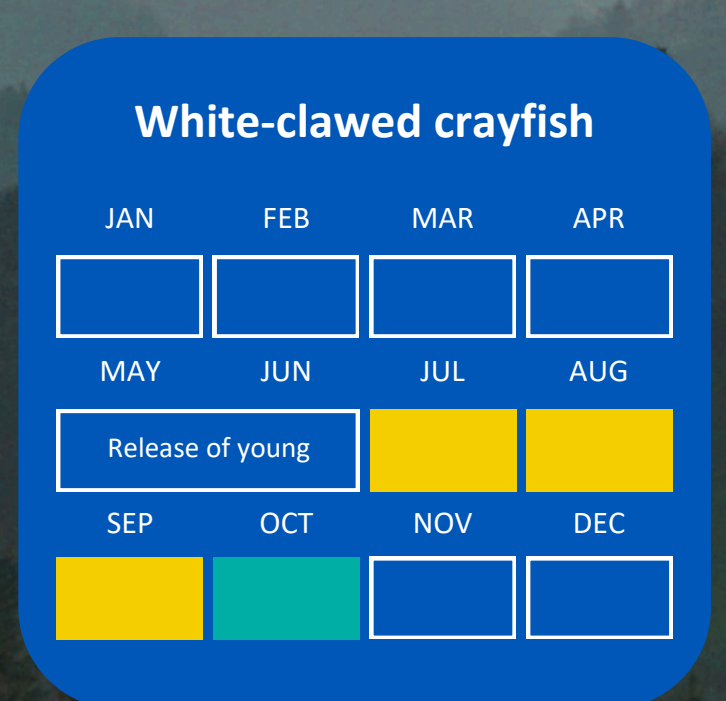 White-clawed crayfish
JAN FEB MAR APR
MAY JUN JUL AUG
Release of young
SEP OCT NOV DEC